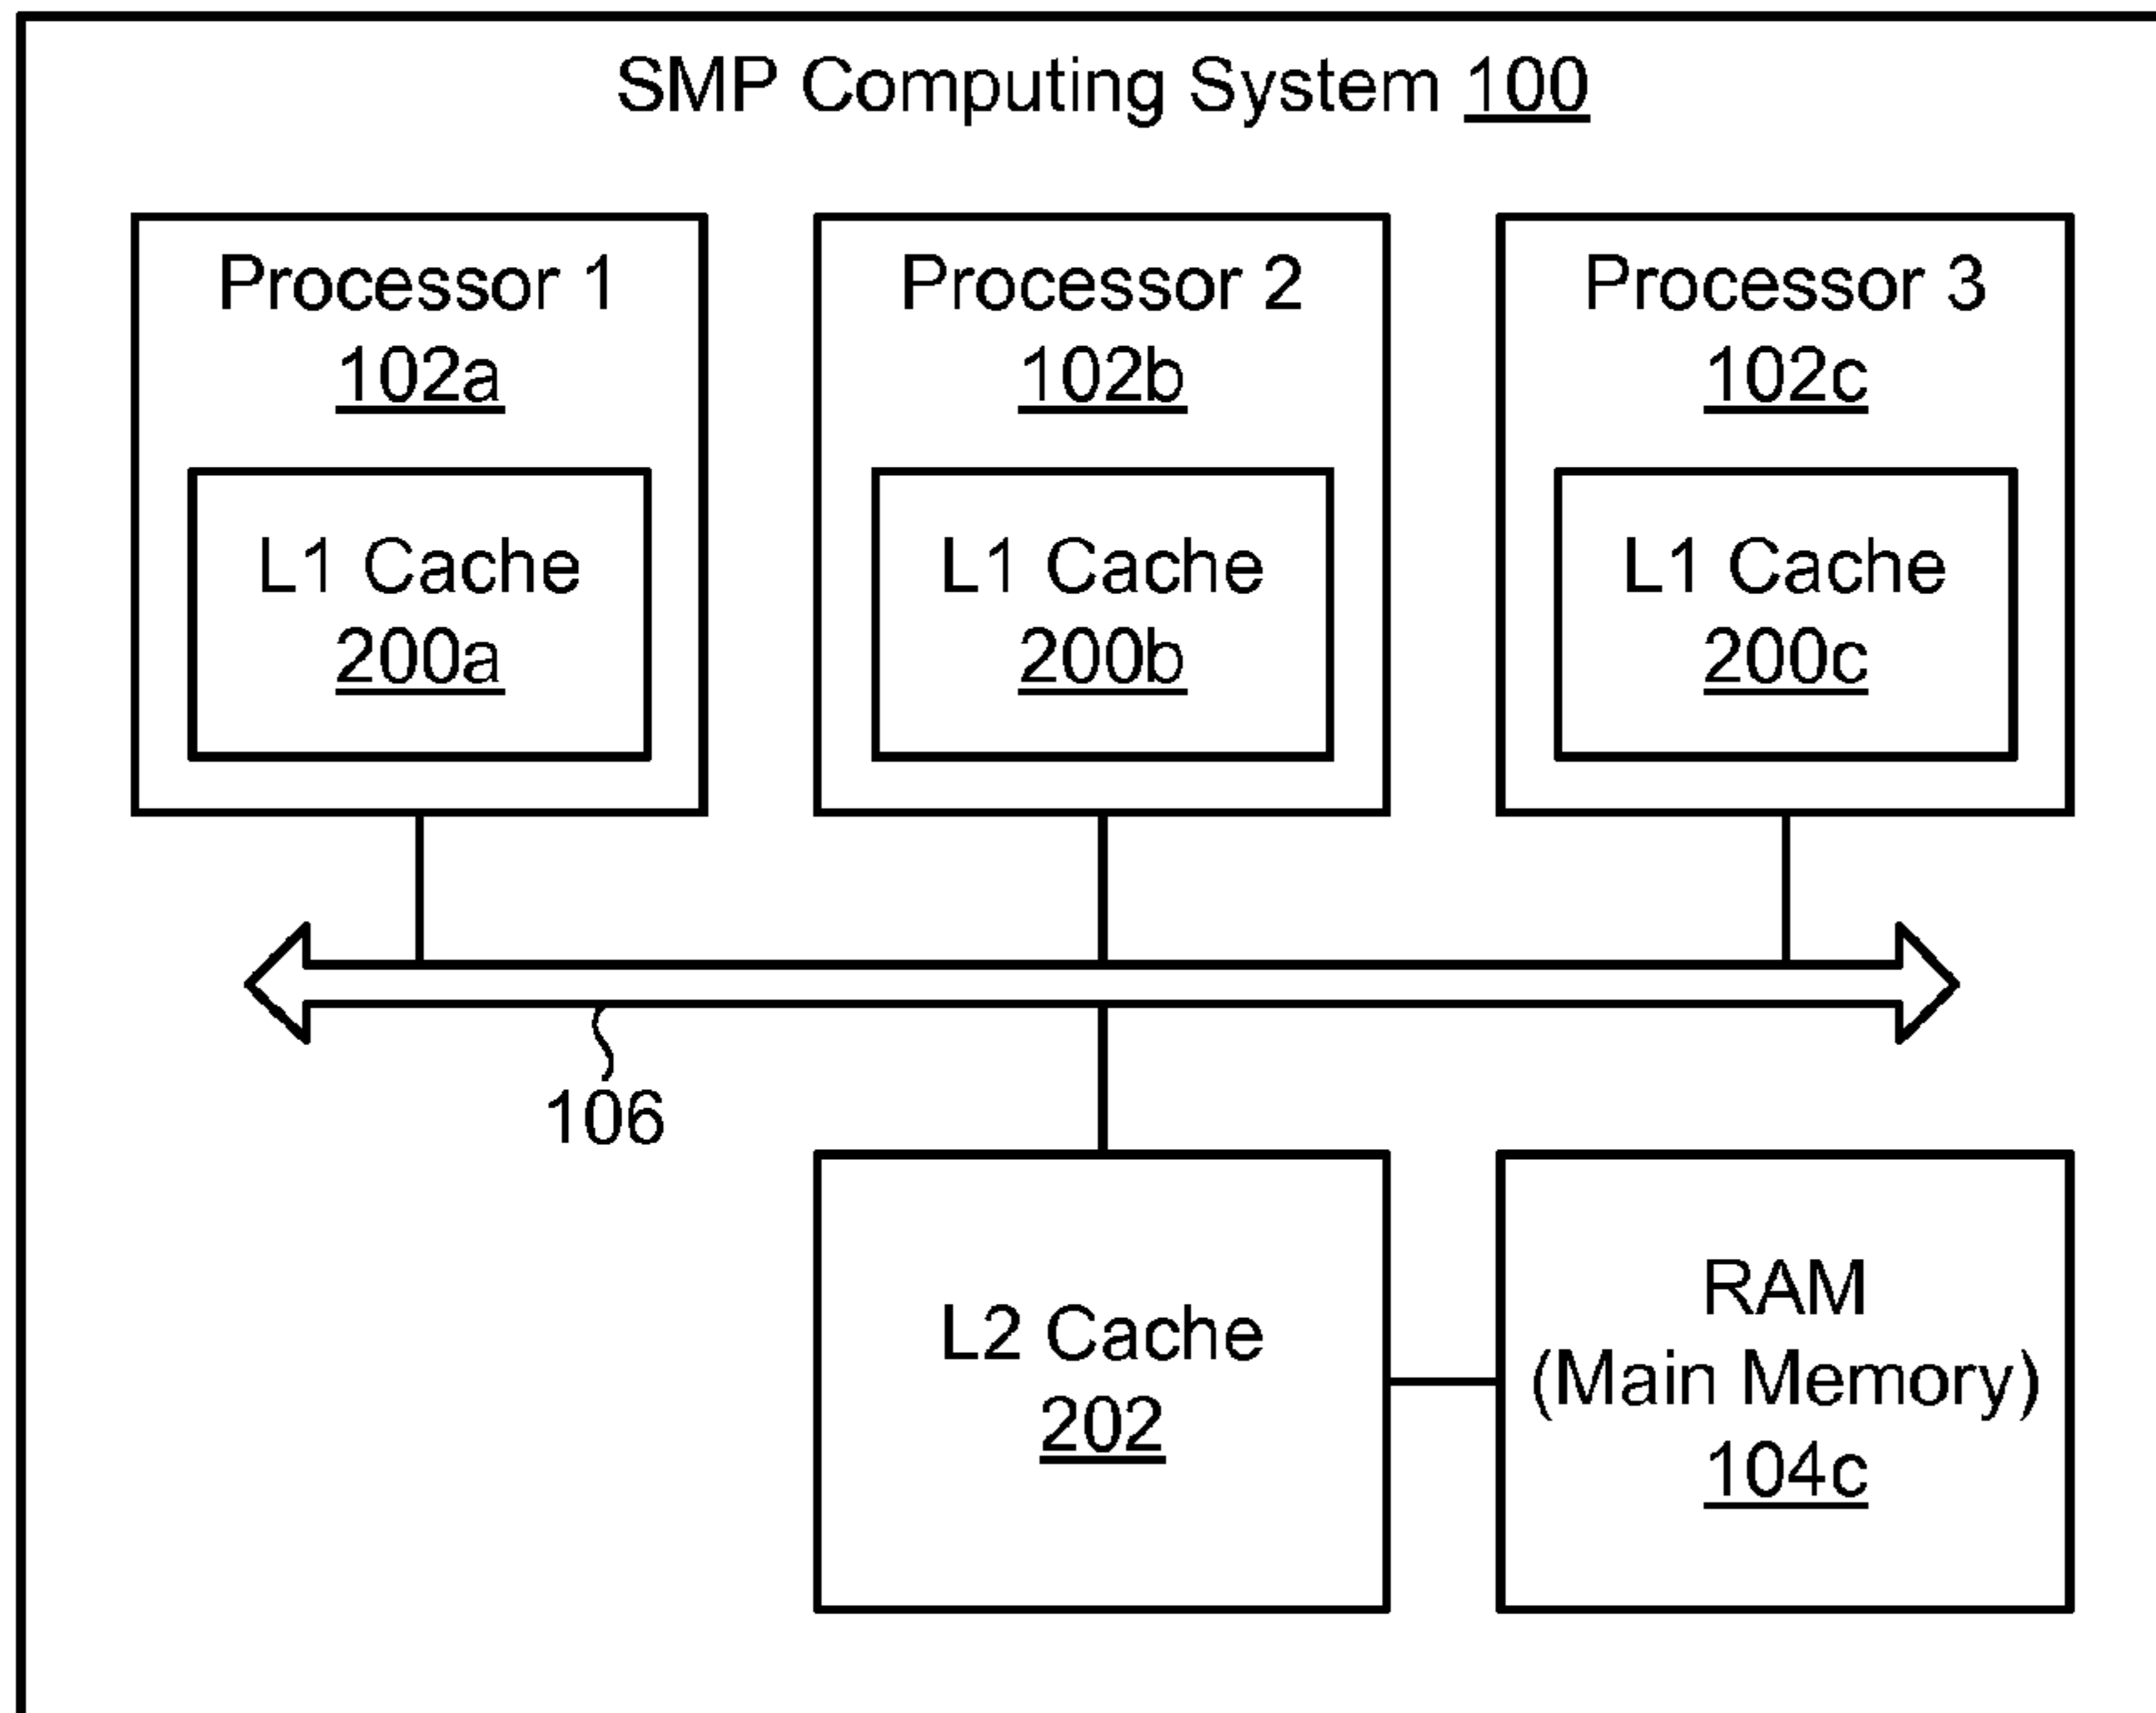 SMP Computing System 100
Processor 1
102a
L1 Cache
200a
Processor 2
102b
L1 Cache
200b
Processor 3
102c
L1 Cache
200c
106
L2 Cache
202
RAM
(Main Memory)
104c